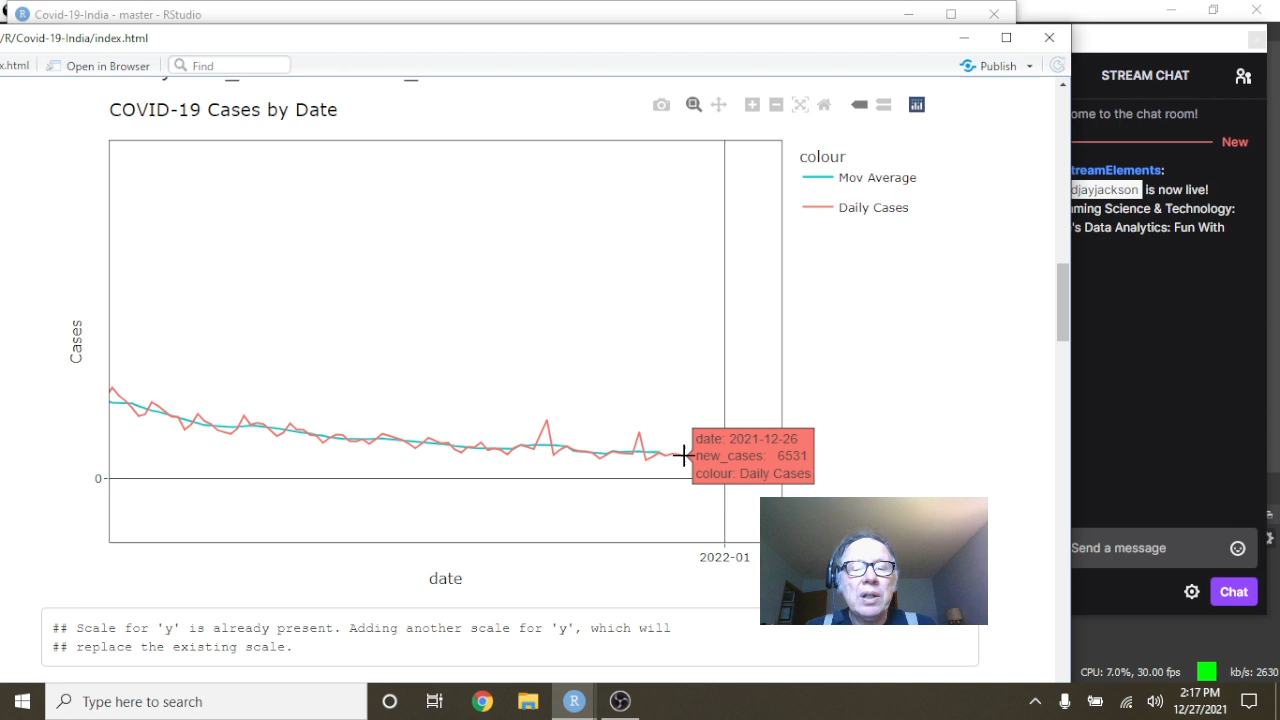 Covid-19-India - master - RStudio
/R/Covid-19-India/index.html
x.html
Open in Browser
Find
Publish
COVID-19 Cases by Date
colour
Mov Average
Daily Cases
Cases
0
date: 2021-12-26
new_cases: 6531
colour: Daily Cases
2022-01
date
## Scale for 'y' is already present. Adding another scale for 'y', which will
## replace the existing scale.
STREAM CHAT
ome to the chat room!
New
treamElements:
djayjackson is now live!
ming Science & Technology:
's Data Analytics: Fun With
Send a message
Chat
CPU: 7.0%, 30.00 fps
kb/s: 2630
Type here to search
2:17 PM
12/27/2021